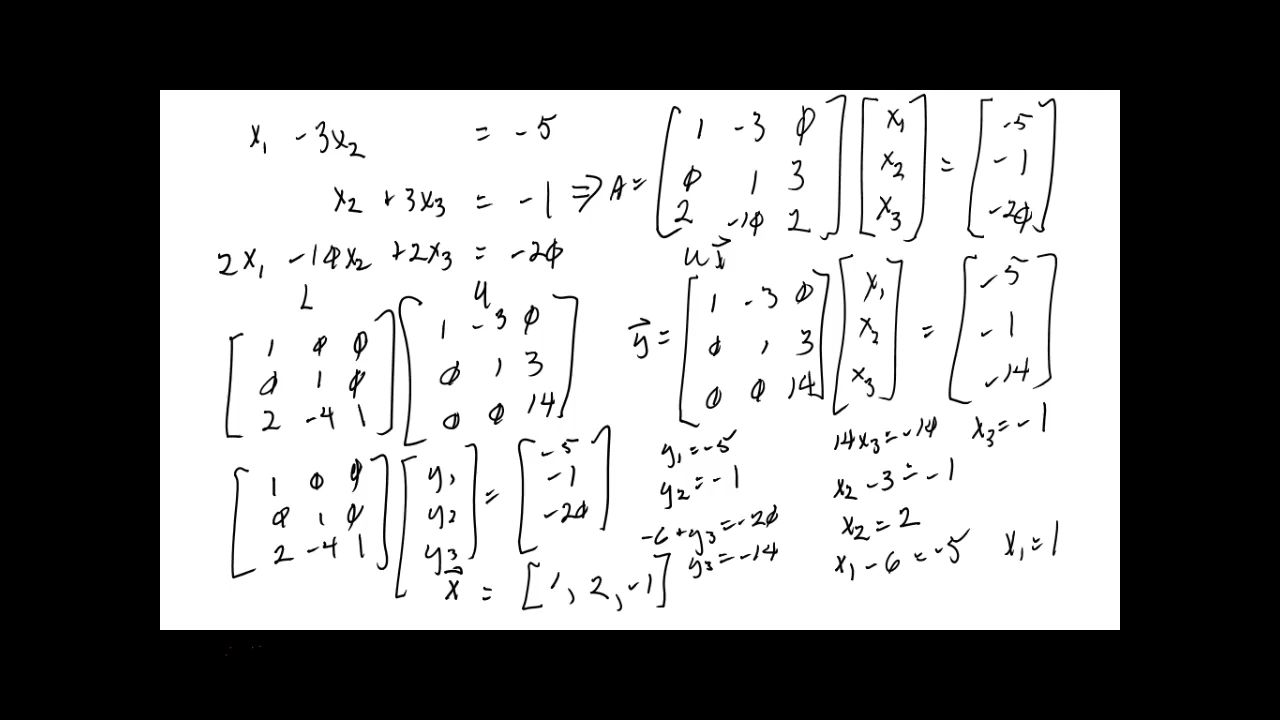 x₁ - 3x₂ = -5
x₂ + 3x₃ = -1 ⇒ A = [1 -3 0; 0 1 3; 2 -10 2] [x₁; x₂; x₃] = [-5; -1; -20]
2x₁ - 10x₂ + 2x₃ = -20
L U
[1 0 0; 0 1 0; 2 -4 1] [1 -3 0; 0 1 3; 0 0 14]
[1 0 0; 0 1 0; 2 -4 1] [y₁; y₂; y₃] = [-5; -1; -20]
Ux⃗
y⃗ = [1 -3 0; 0 1 3; 0 0 14] [x₁; x₂; x₃] = [-5; -1; -14]
y₁ = -5
y₂ = -1
-6 + y₃ = -20
y₃ = -14
14x₃ = -14 x₃ = -1
x₂ - 3 = -1
x₂ = 2
x₁ - 6 = -5 x₁ = 1
x⃗ = [1, 2, -1]